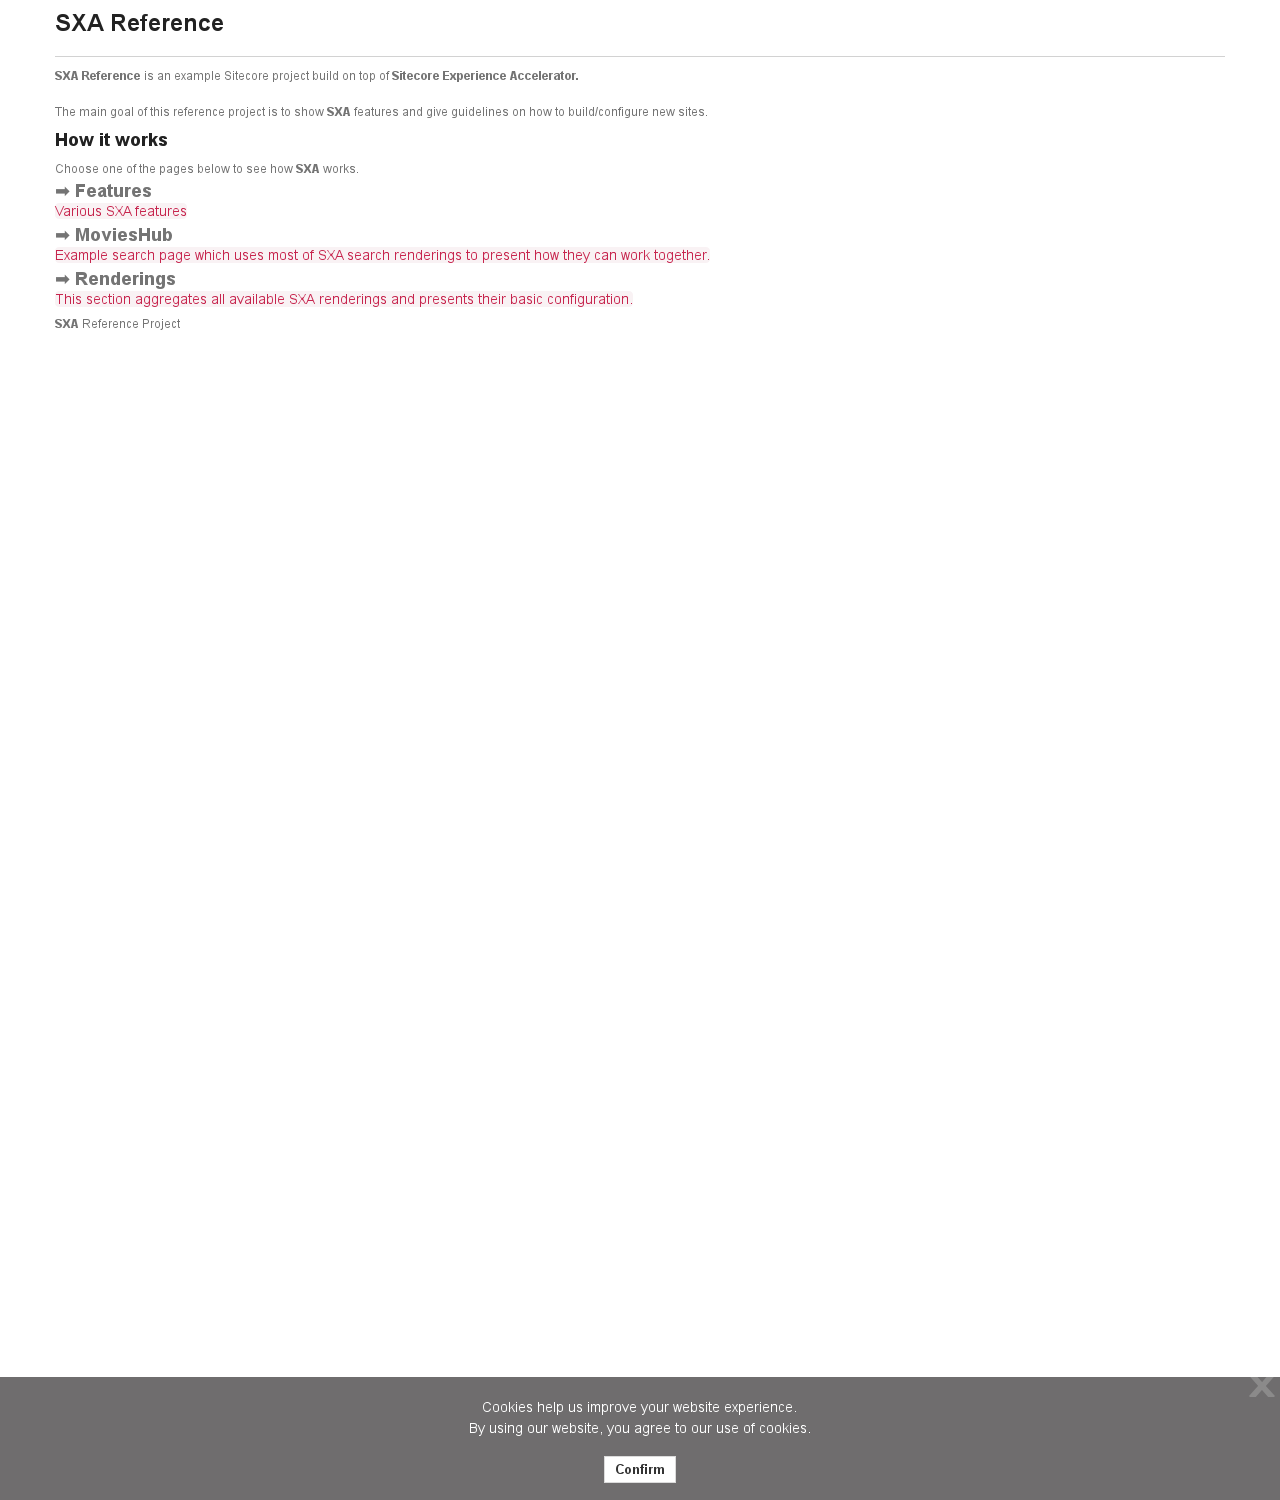 SXA Reference
SXA Reference is an example Sitecore project build on top of Sitecore Experience Accelerator.
The main goal of this reference project is to show SXA features and give guidelines on how to build/configure new sites.
How it works
Choose one of the pages below to see how SXA works.
➡ Features
Various SXA features
➡ MoviesHub
Example search page which uses most of SXA search renderings to present how they can work together.
➡ Renderings
This section aggregates all available SXA renderings and presents their basic configuration.
SXA Reference Project
X
Cookies help us improve your website experience.
By using our website, you agree to our use of cookies.
Confirm